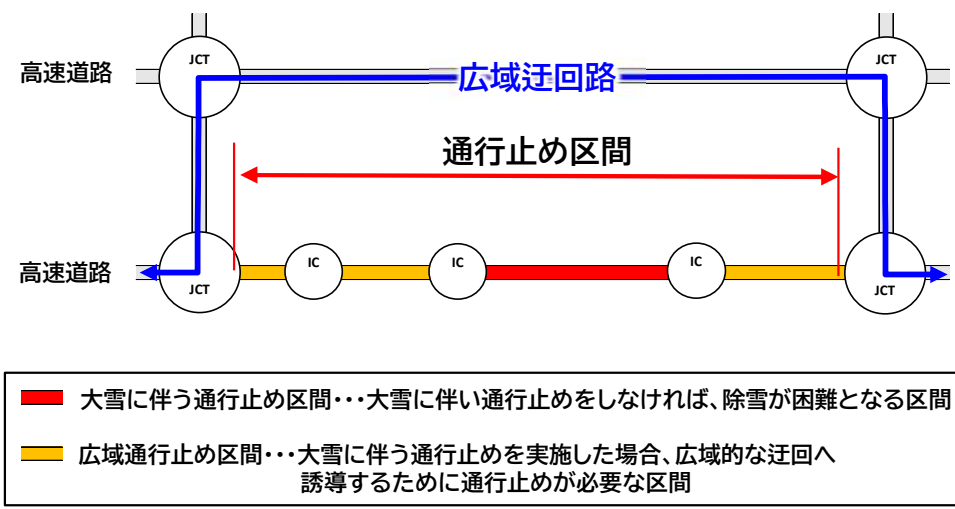 JCT
JCT
高速道路
広域迂回路
通行止め区間
高速道路
IC
IC
IC
JCT
JCT
大雪に伴う通行止め区間・・・大雪に伴い通行止めをしなければ、除雪が困難となる区間
広域通行止め区間・・・大雪に伴う通行止めを実施した場合、広域的な迂回へ
誘導するために通行止めが必要な区間